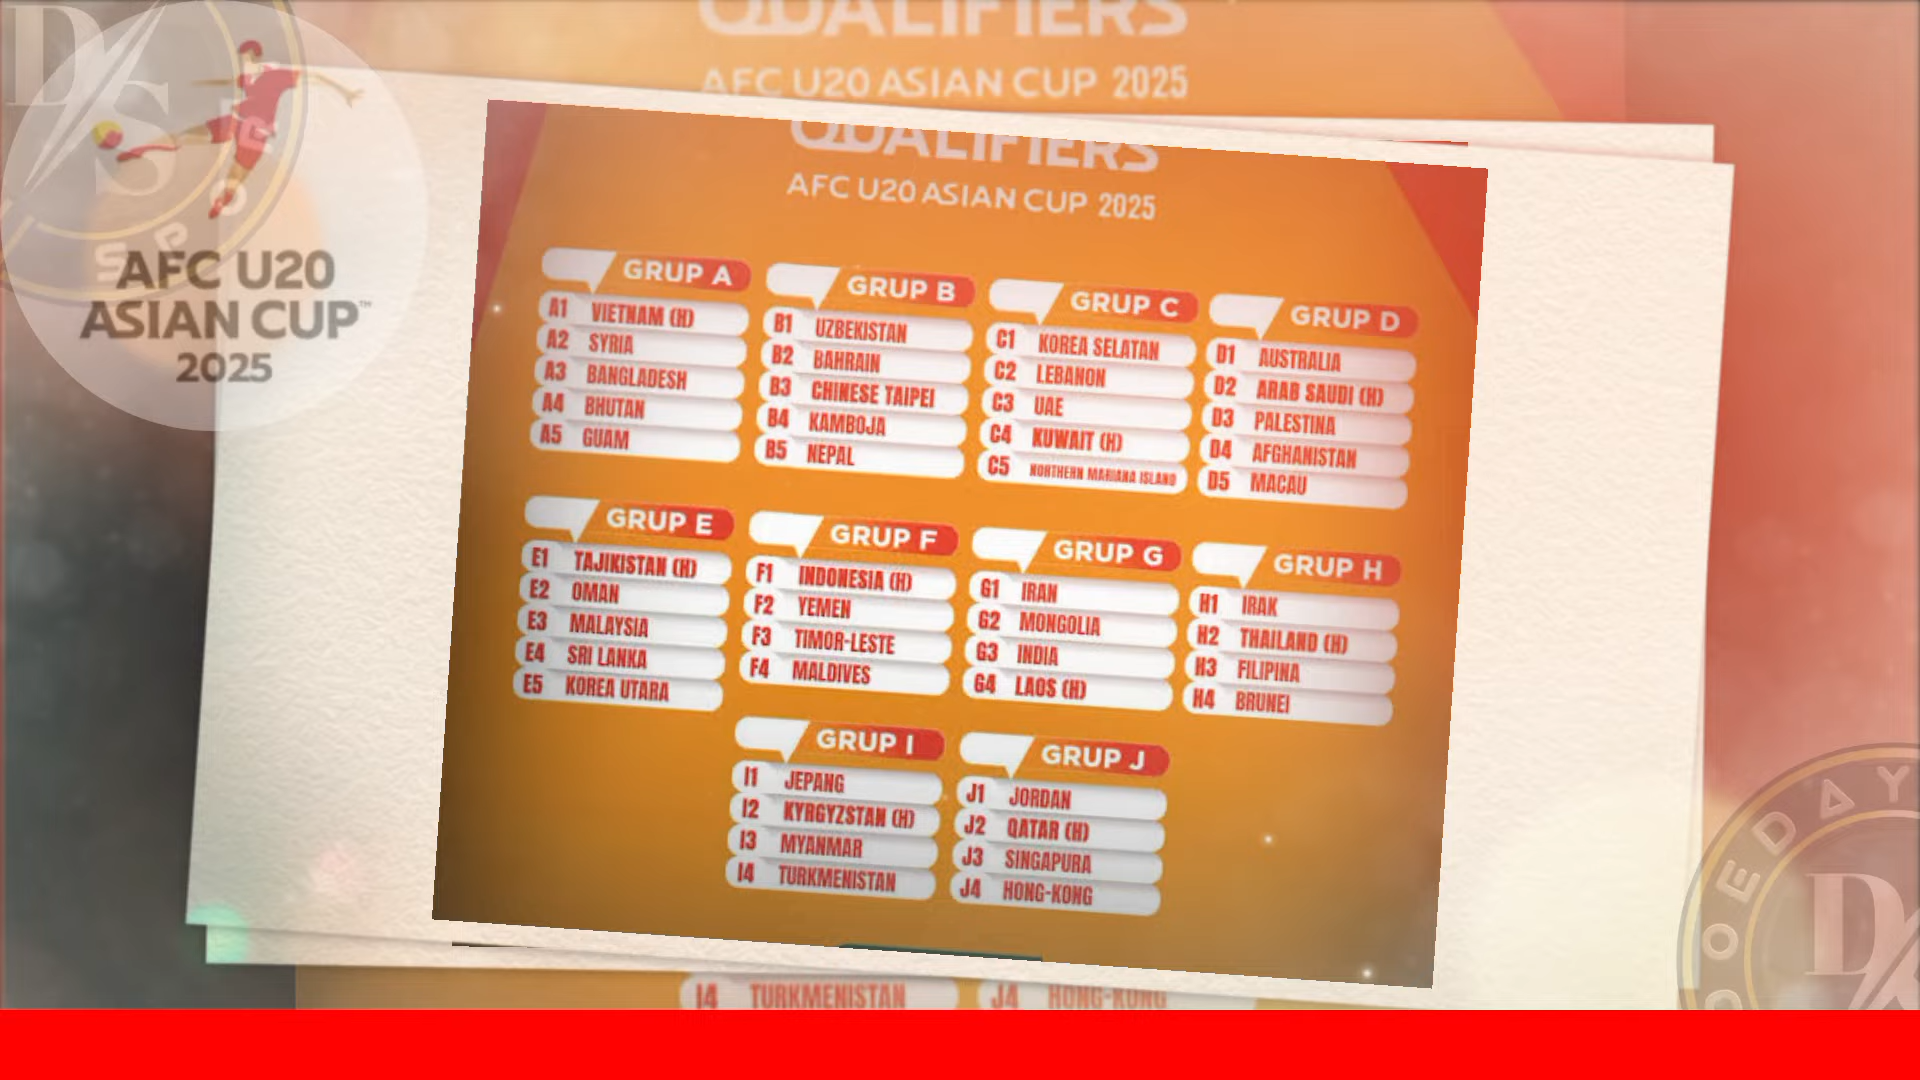 QUALIFIERS
AFC U20 ASIAN CUP 2025
QUALIFIERS
AFC U20 ASIAN CUP 2025
AFC U20
ASIAN CUP™
2025
GRUP A
A1 VIETNAM (H)
A2 SYRIA
A3 BANGLADESH
A4 BHUTAN
A5 GUAM
GRUP B
B1 UZBEKISTAN
B2 BAHRAIN
B3 CHINESE TAIPEI
B4 KAMBOJA
B5 NEPAL
GRUP C
C1 KOREA SELATAN
C2 LEBANON
C3 UAE
C4 KUWAIT (H)
C5 NORTHERN MARIANA ISLAND
GRUP D
D1 AUSTRALIA
D2 ARAB SAUDI (H)
D3 PALESTINA
D4 AFGHANISTAN
D5 MACAU
GRUP E
E1 TAJIKISTAN (H)
E2 OMAN
E3 MALAYSIA
E4 SRI LANKA
E5 KOREA UTARA
GRUP F
F1 INDONESIA (H)
F2 YEMEN
F3 TIMOR-LESTE
F4 MALDIVES
GRUP G
G1 IRAN
G2 MONGOLIA
G3 INDIA
G4 LAOS (H)
GRUP H
H1 IRAK
H2 THAILAND (H)
H3 FILIPINA
H4 BRUNEI
GRUP I
I1 JEPANG
I2 KYRGYZSTAN (H)
I3 MYANMAR
I4 TURKMENISTAN
GRUP J
J1 JORDAN
J2 QATAR (H)
J3 SINGAPURA
J4 HONG-KONG
I4 TURKMENISTAN
J4 HONG-KONG